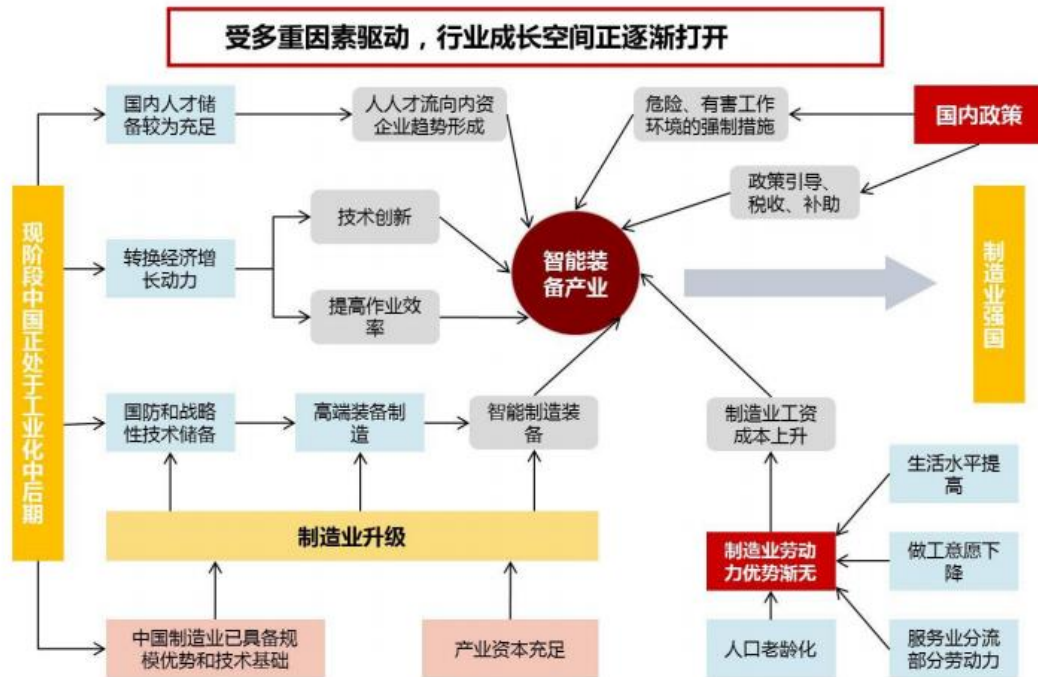 受多重因素驱动，行业成长空间正逐渐打开
国内人才储
备较为充足
人人才流向内资
企业趋势形成
危险、有害工作
环境的强制措施
国内政策
政策引导、
税收、补助
现阶段中国正处于工业化中后期
转换经济增
长动力
技术创新
提高作业效
率
智能装
备产业
制造业强国
国防和战略
性技术储备
高端装备制
造
智能制造装
备
制造业工资
成本上升
生活水平提
高
制造业升级
制造业劳动
力优势渐无
做工意愿下
降
中国制造业已具备规
模优势和技术基础
产业资本充足
人口老龄化
服务业分流
部分劳动力